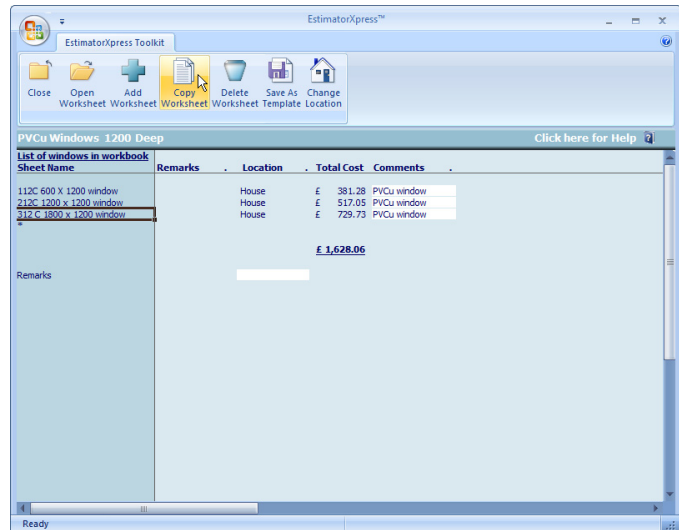 EstimatorXpress™
EstimatorXpress Toolkit
Close Open Worksheet Add Worksheet Copy Worksheet Delete Worksheet Save As Template Change Location
PVCu Windows 1200 Deep Click here for Help
List of windows in workbook
Sheet Name Remarks . Location . Total Cost Comments .
112C 600 X 1200 window House £ 381.28 PVCu window
212C 1200 x 1200 window House £ 517.05 PVCu window
312 C 1800 x 1200 window House £ 729.73 PVCu window
*
£ 1,628.06
Remarks
Ready